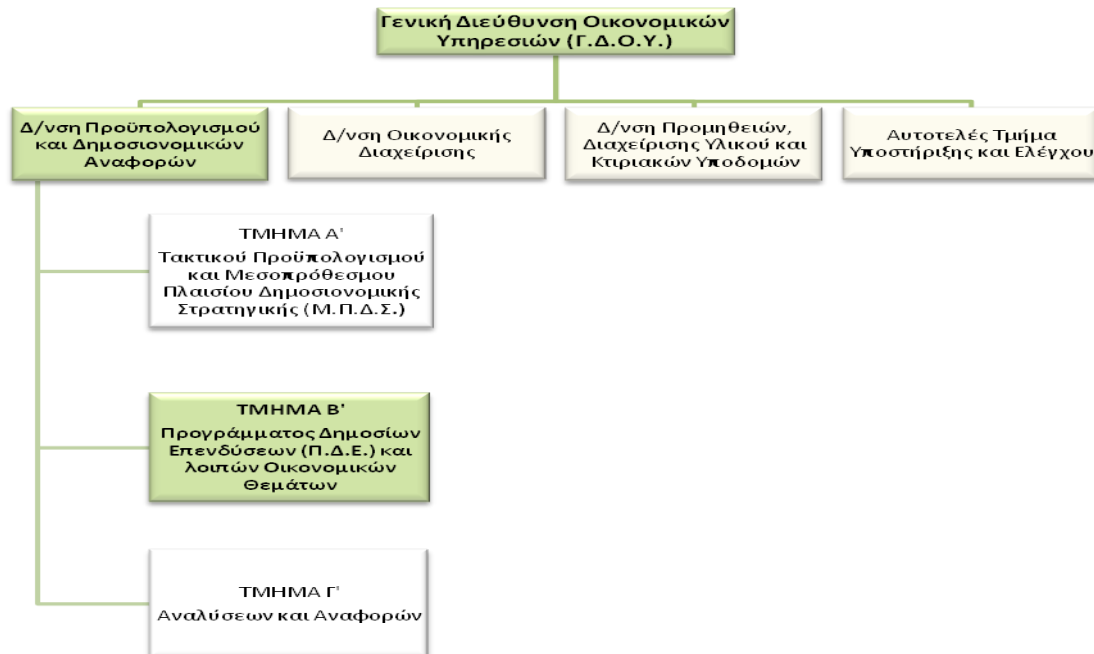 Γενική Διεύθυνση Οικονομικών
Υπηρεσιών (Γ.Δ.Ο.Υ.)
Δ/νση Προϋπολογισμού
και Δημοσιονομικών
Αναφορών
Δ/νση Οικονομικής
Διαχείρισης
Δ/νση Προμηθειών,
Διαχείρισης Υλικού και
Κτιριακών Υποδομών
Αυτοτελές Τμήμα
Υποστήριξης και Ελέγχου
ΤΜΗΜΑ Α'
Τακτικού Προϋπολογισμού
και Μεσοπρόθεσμου
Πλαισίου Δημοσιονομικής
Στρατηγικής (Μ.Π.Δ.Σ.)
ΤΜΗΜΑ Β'
Προγράμματος Δημοσίων
Επενδύσεων (Π.Δ.Ε.) και
λοιπών Οικονομικών
Θεμάτων
ΤΜΗΜΑ Γ'
Αναλύσεων και Αναφορών